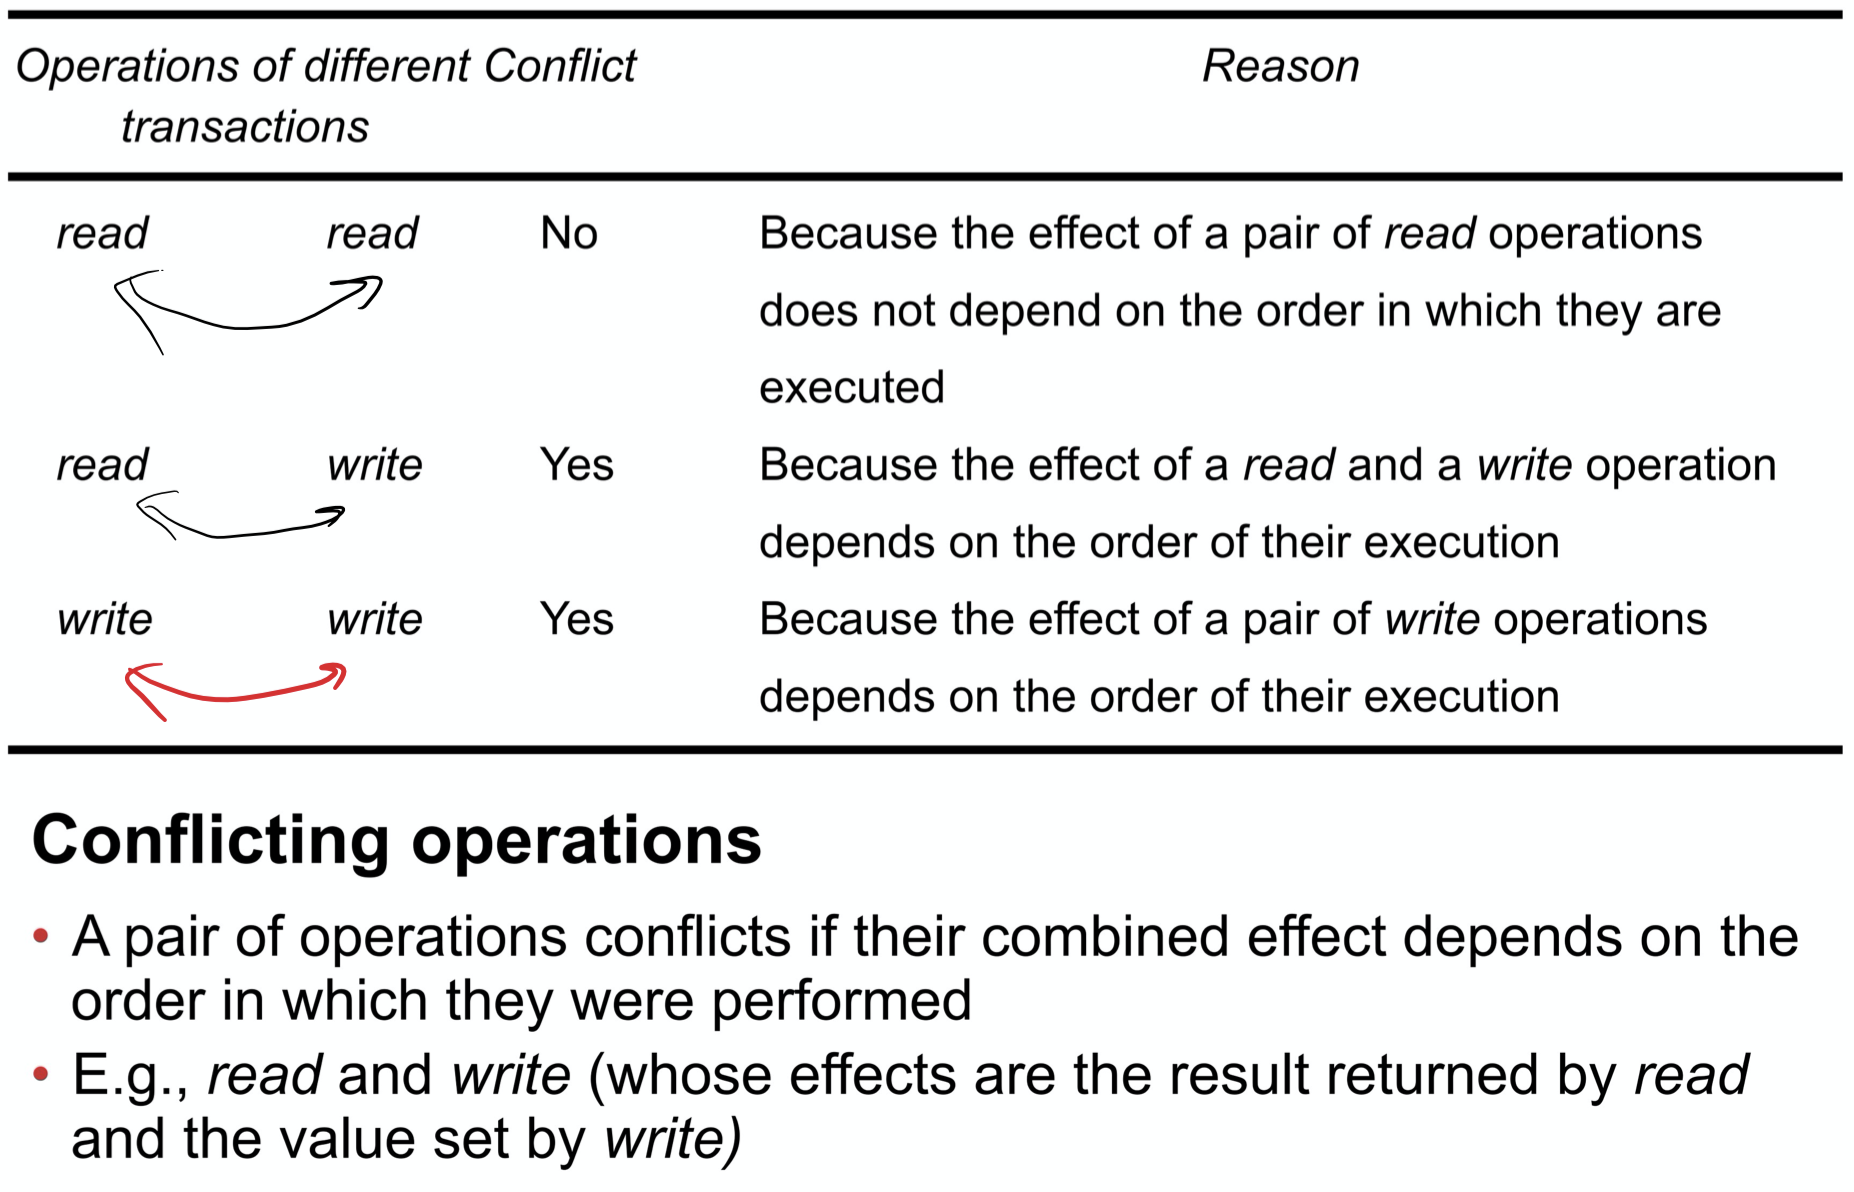 Operations of different Conflict Reason
transactions
read read No Because the effect of a pair of read operations
does not depend on the order in which they are
executed
read write Yes Because the effect of a read and a write operation
depends on the order of their execution
write write Yes Because the effect of a pair of write operations
depends on the order of their execution
Conflicting operations
• A pair of operations conflicts if their combined effect depends on the
order in which they were performed
• E.g., read and write (whose effects are the result returned by read
and the value set by write)